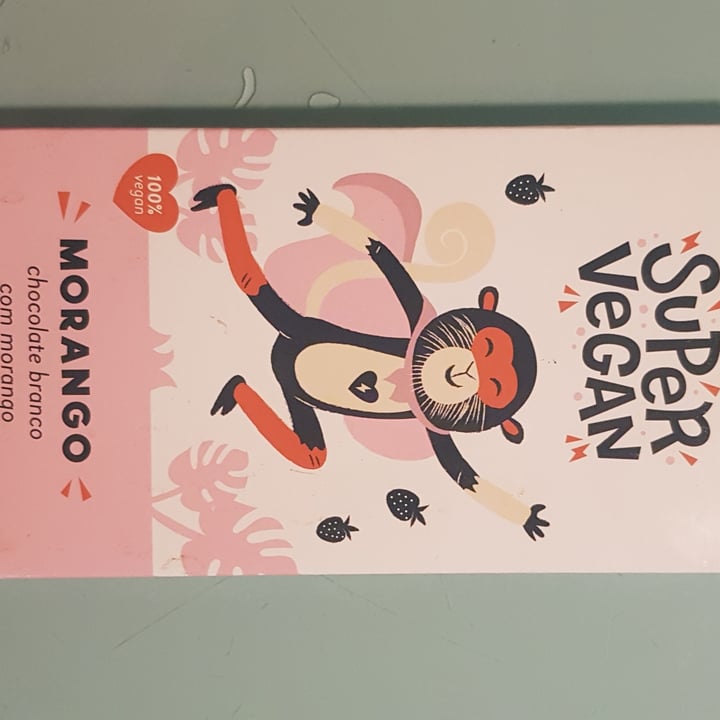 SUPER
VEGAN
100%
vegan
MORANGO
chocolate branco
com morango